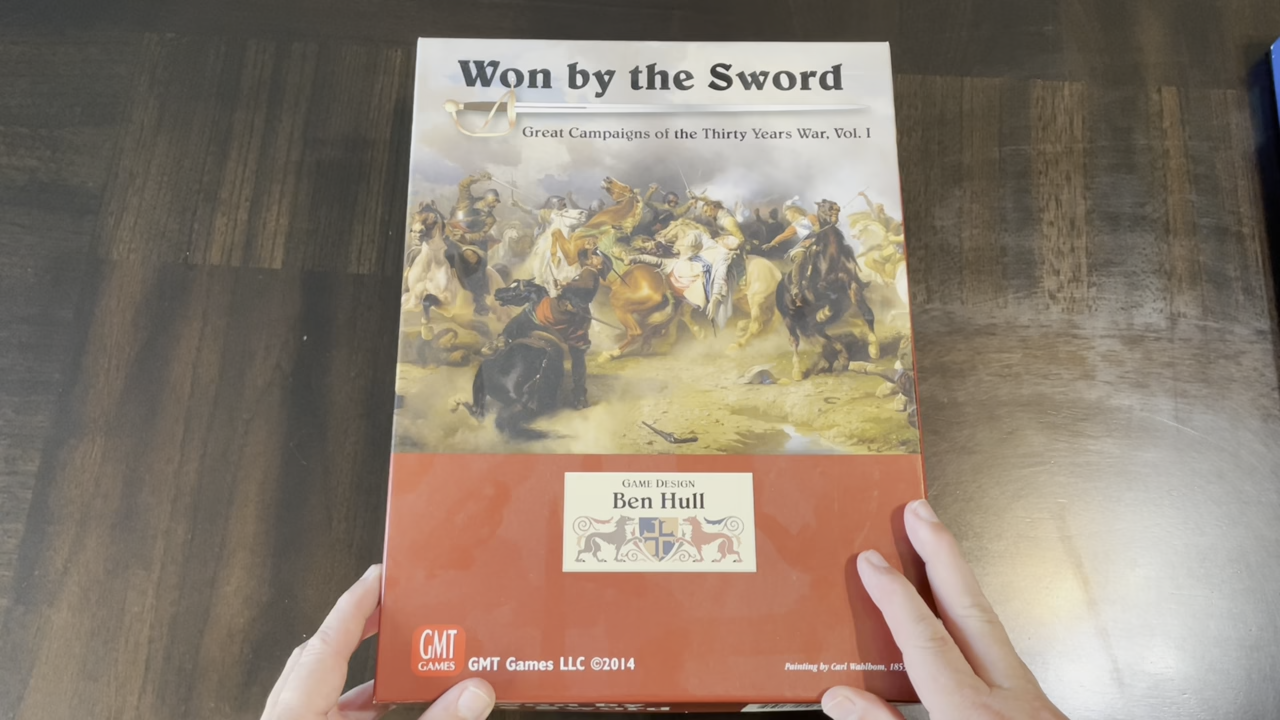 Won by the Sword
Great Campaigns of the Thirty Years War, Vol. I
GAME DESIGN
Ben Hull
GMT
GAMES
GMT Games LLC ©2014
Painting by Carl Wahlbom,